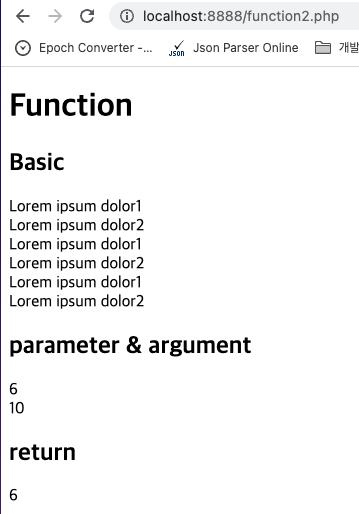 localhost:8888/function2.php
Epoch Converter -...
JSON
Json Parser Online
개발
Function
Basic
Lorem ipsum dolor1
Lorem ipsum dolor2
Lorem ipsum dolor1
Lorem ipsum dolor2
Lorem ipsum dolor1
Lorem ipsum dolor2
parameter & argument
6
10
return
6